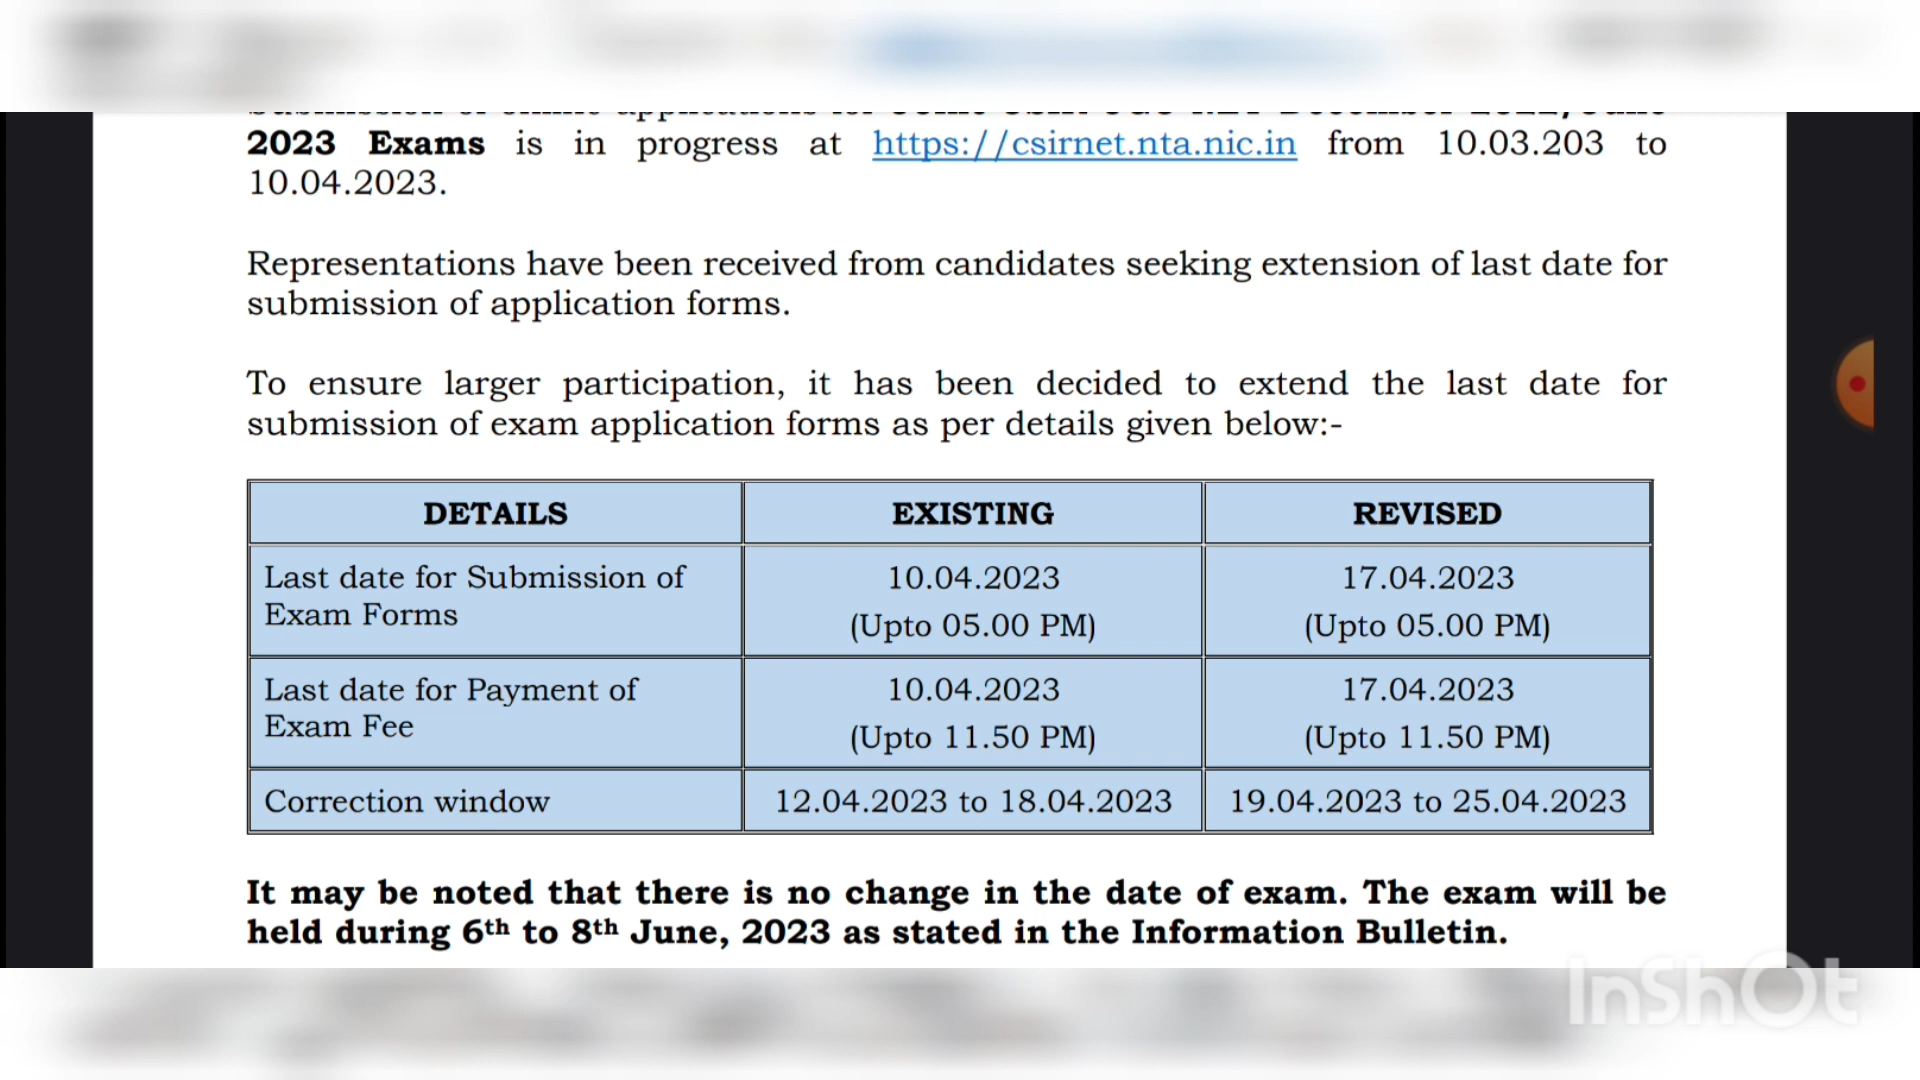 2023 Exams is in progress at https://csirnet.nta.nic.in from 10.03.203 to
10.04.2023.
Representations have been received from candidates seeking extension of last date for
submission of application forms.
To ensure larger participation, it has been decided to extend the last date for
submission of exam application forms as per details given below:-
DETAILS EXISTING REVISED
Last date for Submission of
Exam Forms
10.04.2023
(Upto 05.00 PM)
17.04.2023
(Upto 05.00 PM)
Last date for Payment of
Exam Fee
10.04.2023
(Upto 11.50 PM)
17.04.2023
(Upto 11.50 PM)
Correction window 12.04.2023 to 18.04.2023 19.04.2023 to 25.04.2023
It may be noted that there is no change in the date of exam. The exam will be
held during 6th to 8th June, 2023 as stated in the Information Bulletin.
InShOt